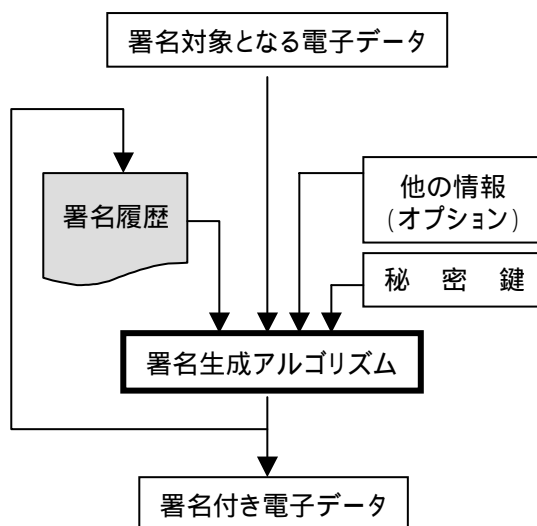 署名対象となる電子データ
署名履歴
他の情報
(オプション)
秘 密 鍵
署名生成アルゴリズム
署名付き電子データ